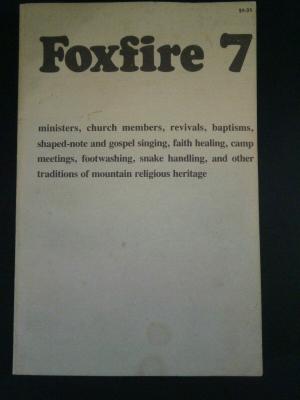 Foxfire 7
ministers, church members, revivals, baptisms,
shaped-note and gospel singing, faith healing, camp
meetings, footwashing, snake handling, and other
traditions of mountain religious heritage